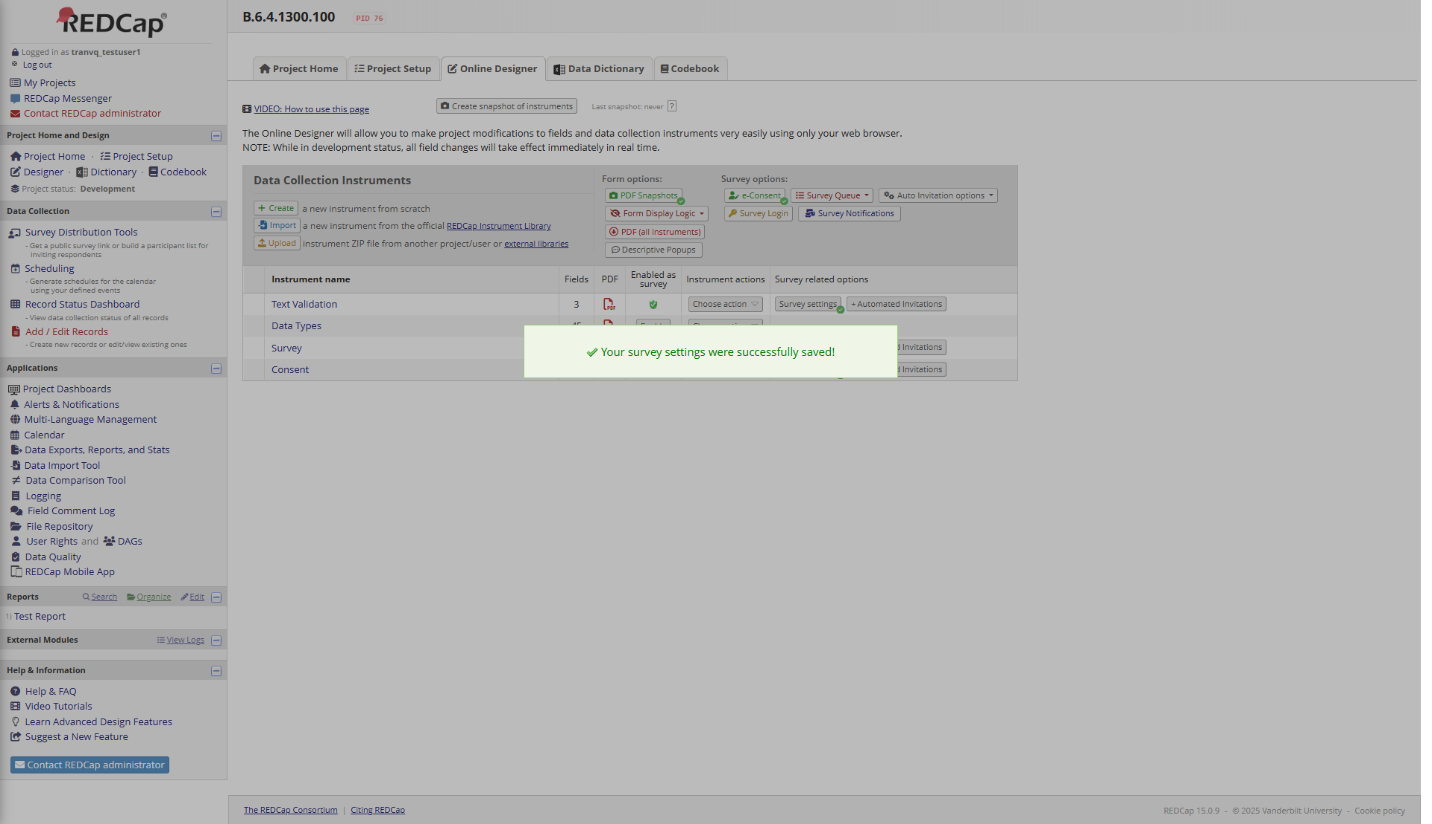 REDCap
Logged in as tranvq_testuser1
Log out
My Projects
REDCap Messenger
Contact REDCap administrator
Project Home and Design
Project Home · Project Setup
Designer · Dictionary · Codebook
Project status: Development
Data Collection
Survey Distribution Tools
- Get a public survey link or build a participant list for
inviting respondents
Scheduling
- Generate schedules for the calendar
using your defined events
Record Status Dashboard
- View data collection status of all records
Add / Edit Records
- Create new records or edit/view existing ones
Applications
Project Dashboards
Alerts & Notifications
Multi-Language Management
Calendar
Data Exports, Reports, and Stats
Data Import Tool
Data Comparison Tool
Logging
Field Comment Log
File Repository
User Rights and DAGs
Data Quality
REDCap Mobile App
Reports Search Organize Edit
1) Test Report
External Modules View Logs
Help & Information
Help & FAQ
Video Tutorials
Learn Advanced Design Features
Suggest a New Feature
Contact REDCap administrator
B.6.4.1300.100 PID 76
Project Home Project Setup Online Designer Data Dictionary Codebook
VIDEO: How to use this page Create snapshot of instruments Last snapshot: never ?
The Online Designer will allow you to make project modifications to fields and data collection instruments very easily using only your web browser.
NOTE: While in development status, all field changes will take effect immediately in real time.
Data Collection Instruments
+ Create a new instrument from scratch
Import a new instrument from the official REDCap Instrument Library
Upload instrument ZIP file from another project/user or external libraries
Form options:
PDF Snapshots
Form Display Logic
PDF (all instruments)
Descriptive Popups
Survey options:
e-Consent Survey Queue Auto Invitation options
Survey Login Survey Notifications
Instrument name Fields PDF Enabled as survey Instrument actions Survey related options
Text Validation 3 Choose action Survey settings + Automated Invitations
Data Types
Survey Invitations
Consent Invitations
Your survey settings were successfully saved!
The REDCap Consortium | Citing REDCap
REDCap 15.0.9 - © 2025 Vanderbilt University - Cookie policy